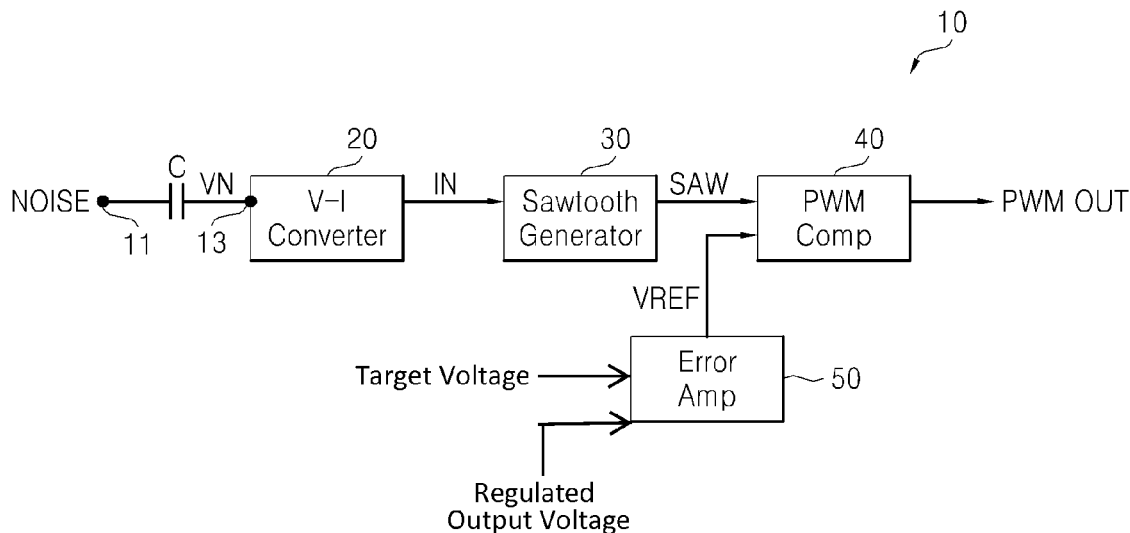 10
20
30
40
NOISE
C
VN
IN
SAW
V-I
Converter
Sawtooth
Generator
PWM
Comp
PWM OUT
11
13
VREF
Target Voltage
Error
Amp
50
Regulated
Output Voltage